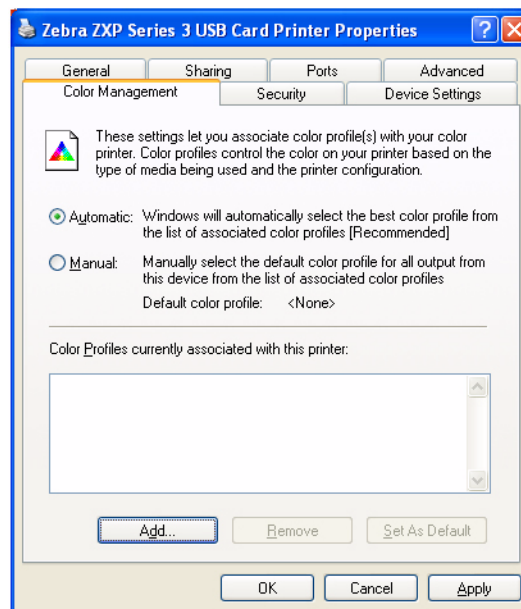 Zebra ZXP Series 3 USB Card Printer Properties
?
General Sharing Ports Advanced
Color Management Security Device Settings
These settings let you associate color profile(s) with your color
printer. Color profiles control the color on your printer based on the
type of media being used and the printer configuration.
Automatic: Windows will automatically select the best color profile from
the list of associated color profiles [Recommended]
Manual: Manually select the default color profile for all output from
this device from the list of associated color profiles
Default color profile: <None>
Color Profiles currently associated with this printer:
Add... Remove Set As Default
OK Cancel Apply